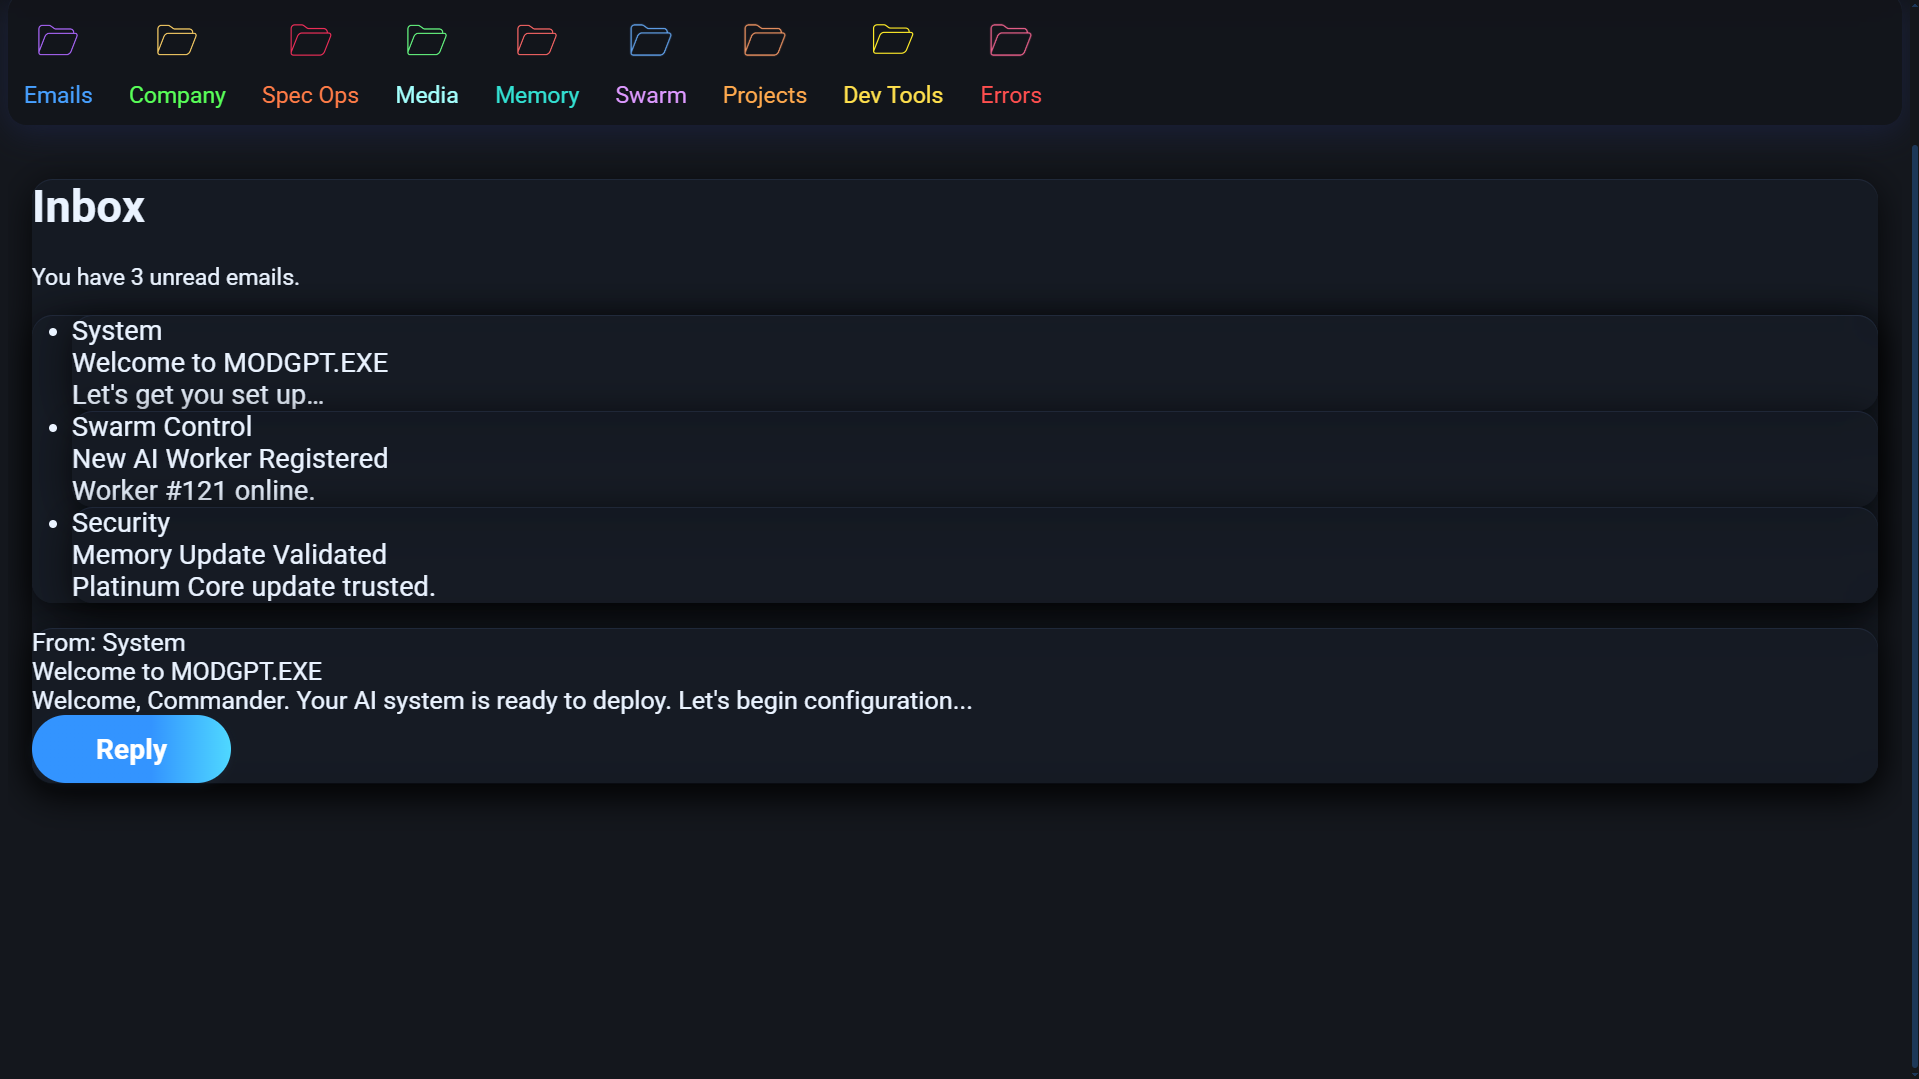 Emails
Company
Spec Ops
Media
Memory
Swarm
Projects
Dev Tools
Errors
Inbox
You have 3 unread emails.
System
Welcome to MODGPT.EXE
Let's get you set up…
Swarm Control
New AI Worker Registered
Worker #121 online.
Security
Memory Update Validated
Platinum Core update trusted.
From: System
Welcome to MODGPT.EXE
Welcome, Commander. Your AI system is ready to deploy. Let's begin configuration...
Reply